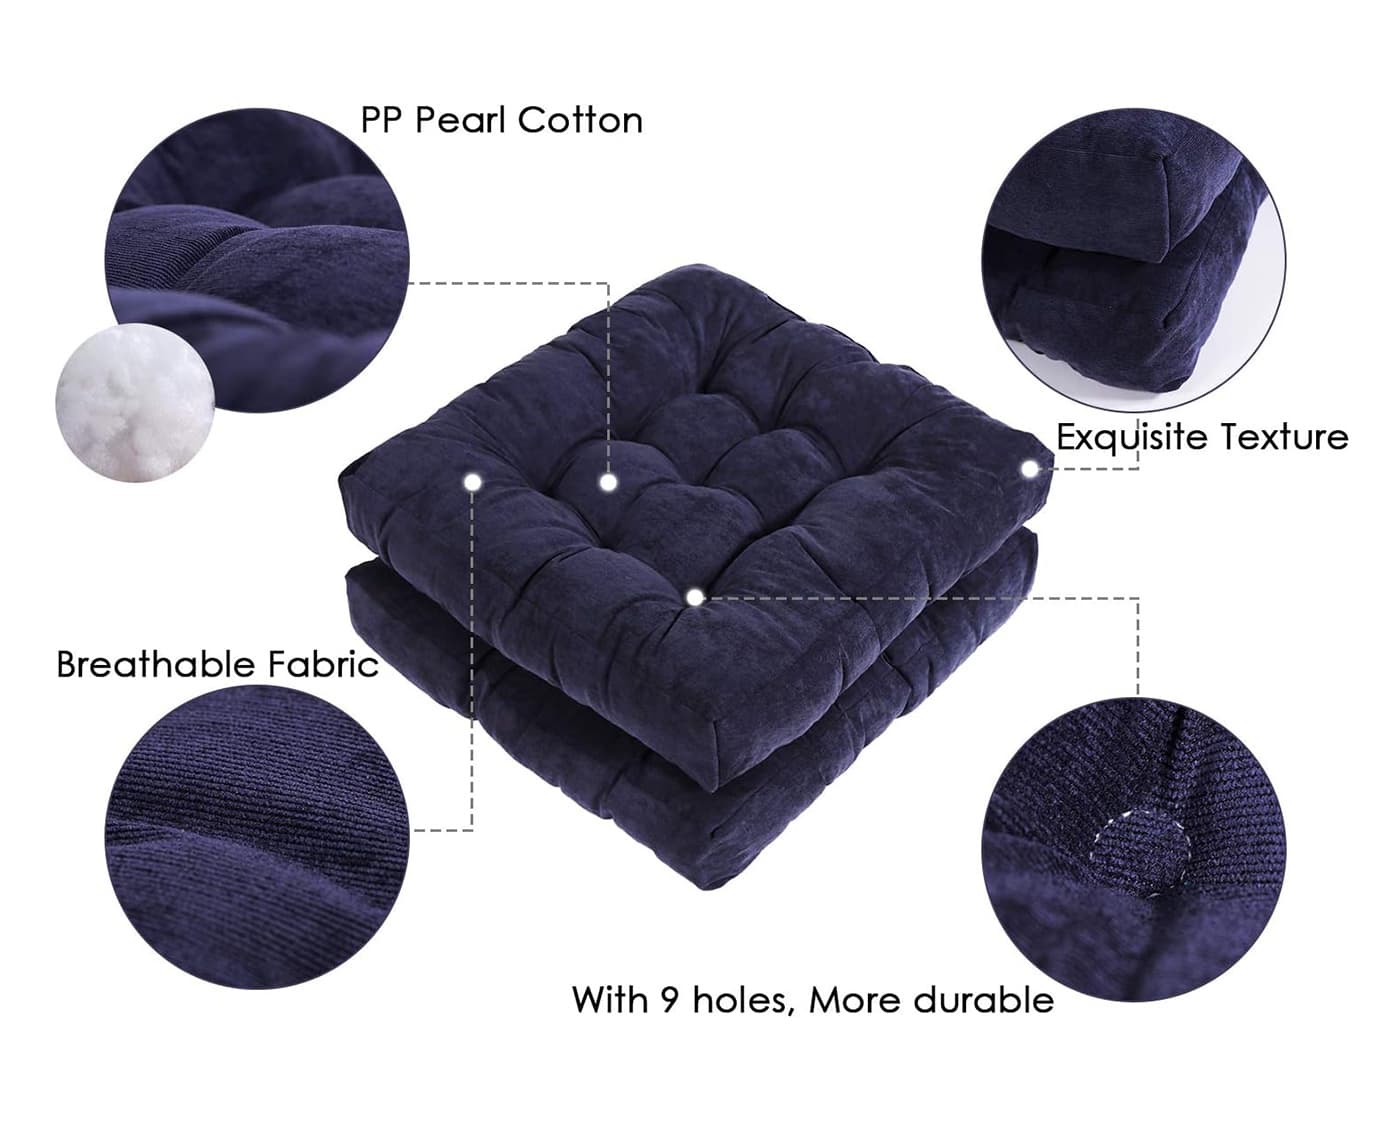 PP Pearl Cotton
Exquisite Texture
Breathable Fabric
With 9 holes, More durable